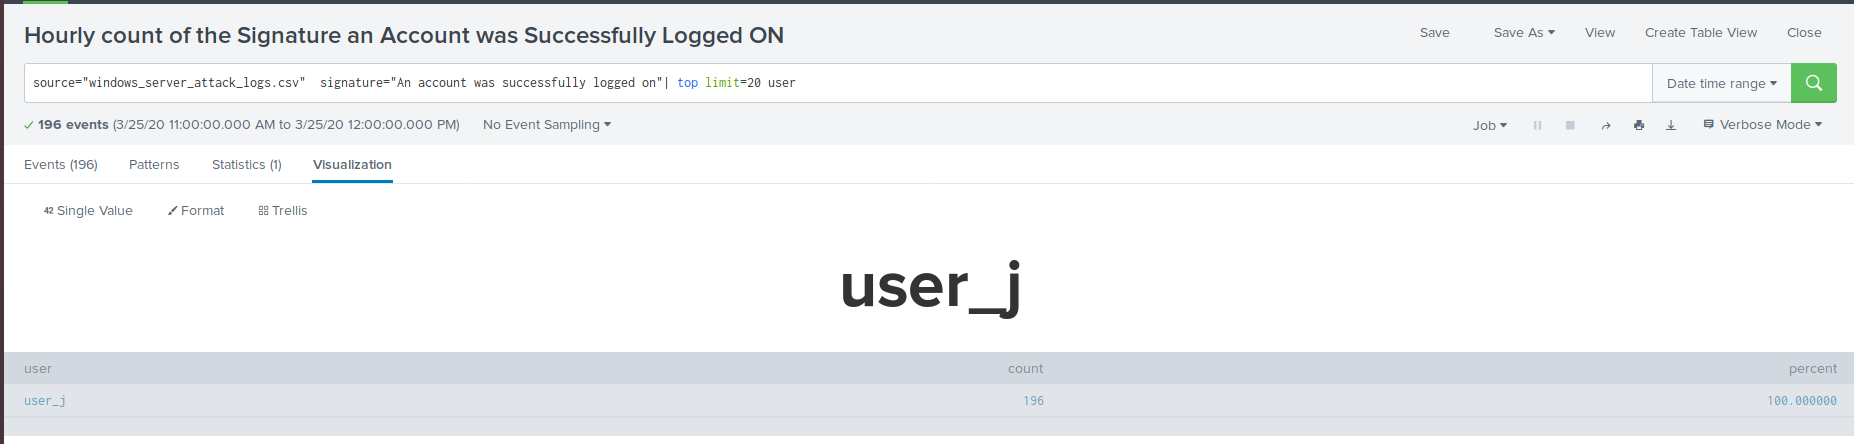 Hourly count of the Signature an Account was Successfully Logged ON
Save Save As View Create Table View Close
source="windows_server_attack_logs.csv"  signature="An account was successfully logged on"| top limit=20 user
Date time range
196 events (3/25/20 11:00:00.000 AM to 3/25/20 12:00:00.000 PM) No Event Sampling
Job Verbose Mode
Events (196) Patterns Statistics (1) Visualization
42 Single Value Format Trellis
user_j
user count percent
user_j 196 100.000000